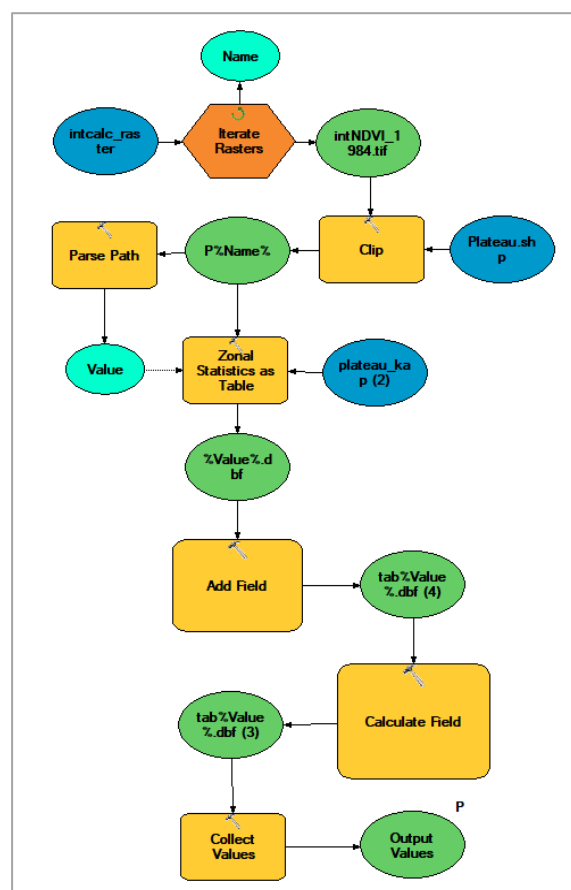 Name
intcalc_ras
ter
Iterate
Rasters
intNDVI_1
984.tif
Parse Path
P%Name%
Clip
Plateau.sh
p
Value
Zonal
Statistics as
Table
plateau_ka
p (2)
%Value%.d
bf
Add Field
tab%Value
%.dbf (4)
Calculate Field
tab%Value
%.dbf (3)
P
Collect
Values
Output
Values